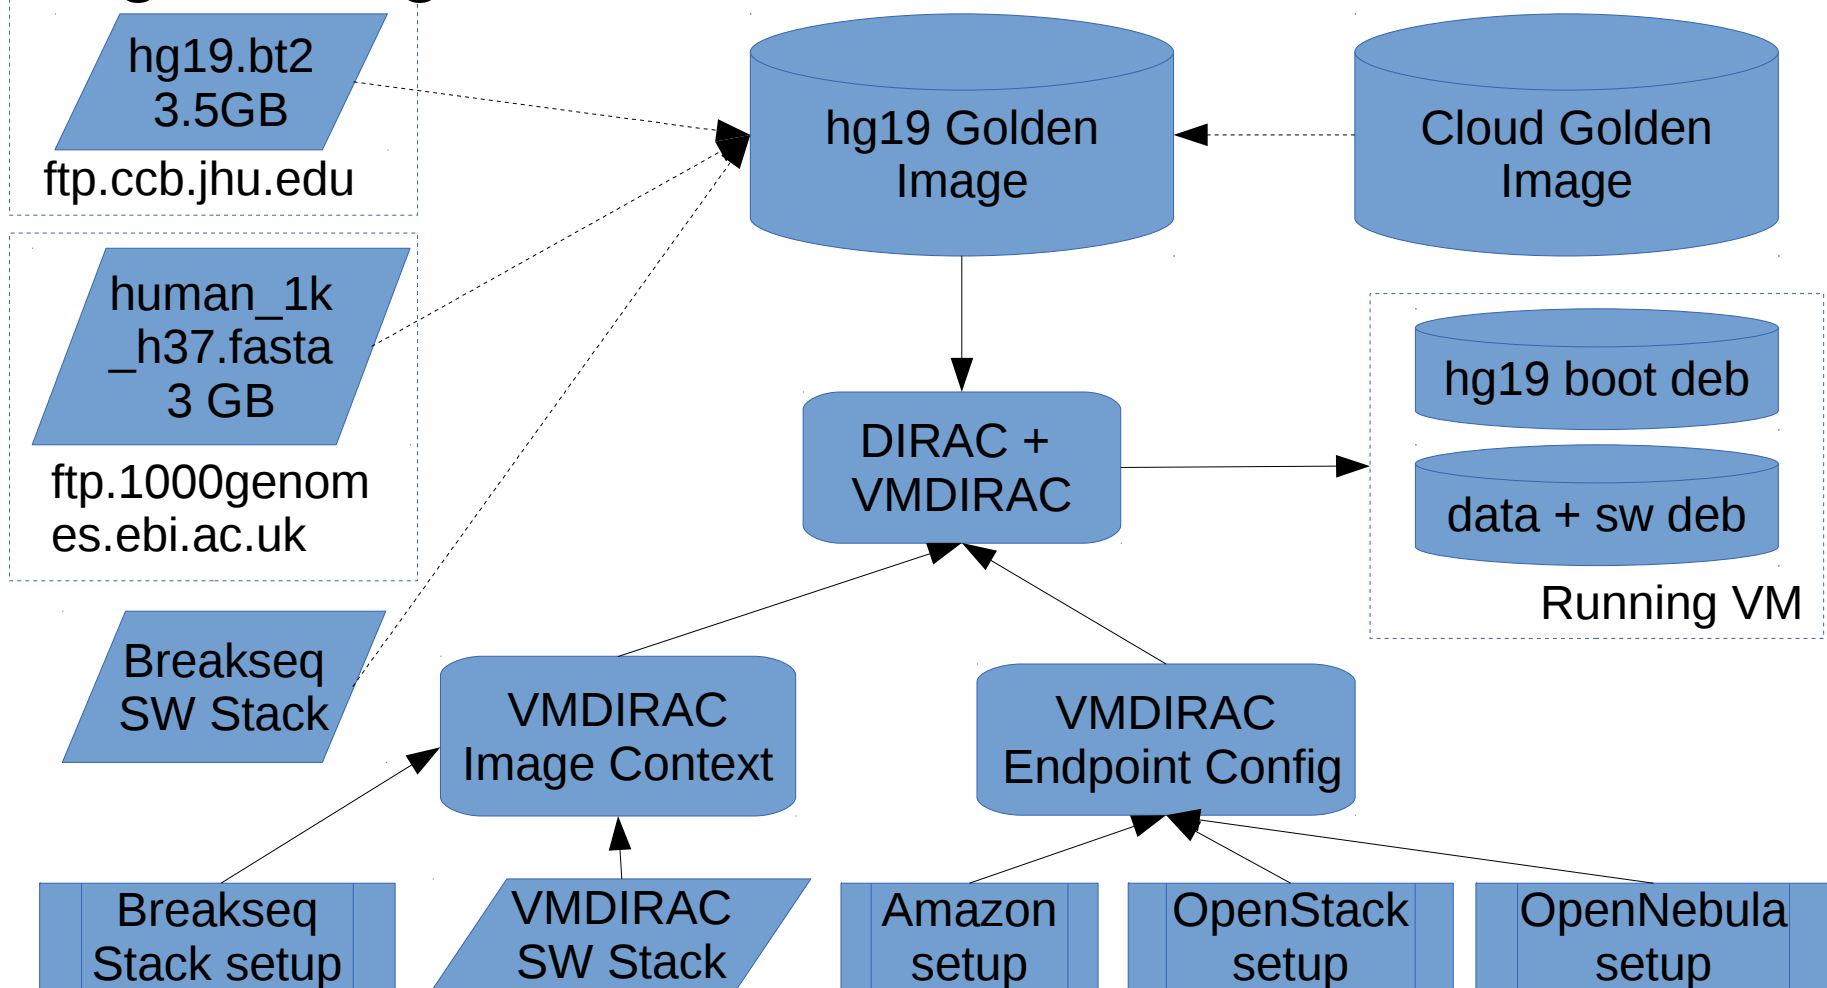 hg19.bt2
3.5GB
ftp.ccb.jhu.edu
hg19 Golden
Image
Cloud Golden
Image
human_1k
_h37.fasta
3 GB
ftp.1000genom
es.ebi.ac.uk
hg19 boot deb
data + sw deb
Running VM
DIRAC +
VMDIRAC
Breakseq
SW Stack
VMDIRAC
Image Context
VMDIRAC
Endpoint Config
Breakseq
Stack setup
VMDIRAC
SW Stack
Amazon
setup
OpenStack
setup
OpenNebula
setup